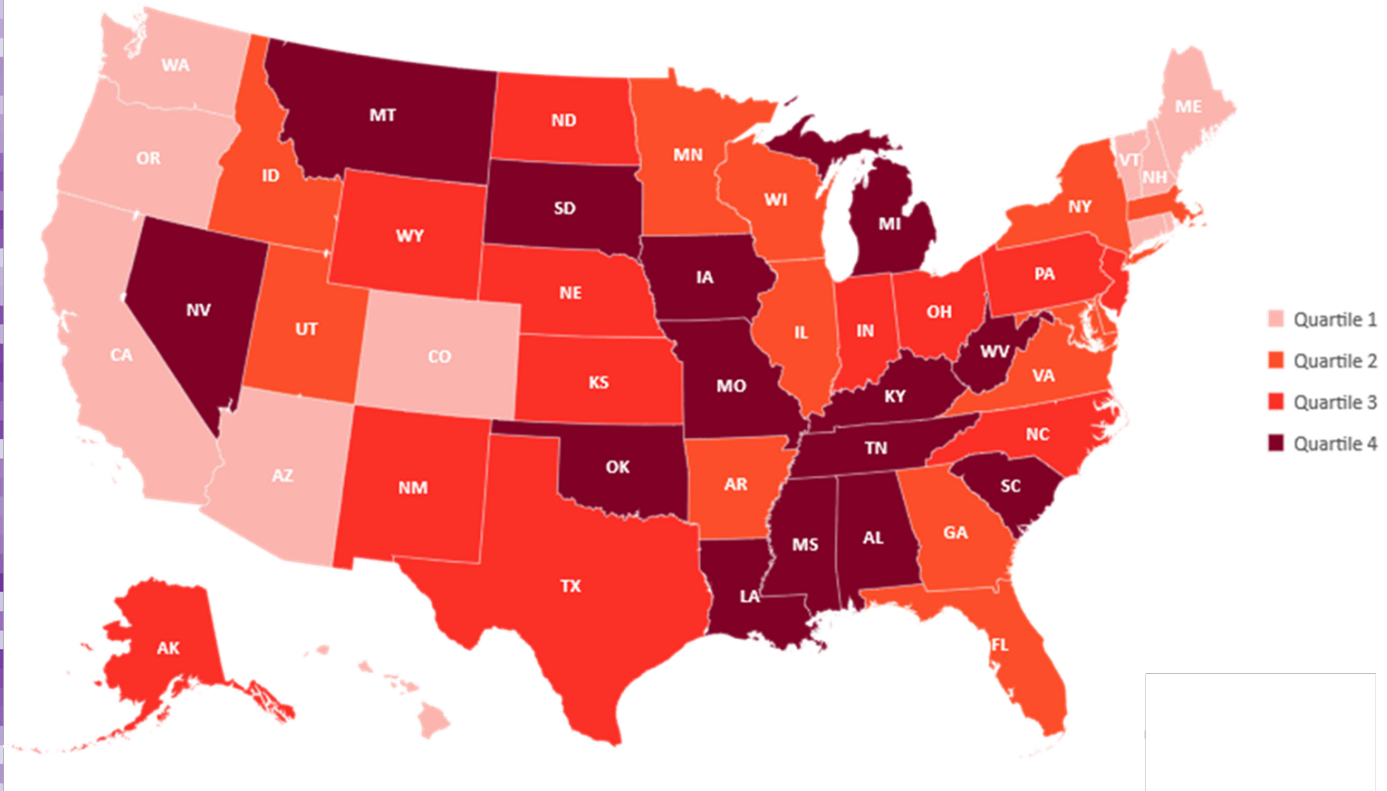 WA
ME
MT
ND
VT
MN
OR
ID
NH
WI
NY
SD
MI
WY
PA
IA
NE
NV
OH
Quartile 1
UT
IL
IN
WV
CA
CO
Quartile 2
VA
KS
MO
KY
Quartile 3
NC
TN
Quartile 4
OK
AZ
NM
AR
SC
GA
AL
MS
TX
LA
FL
AK